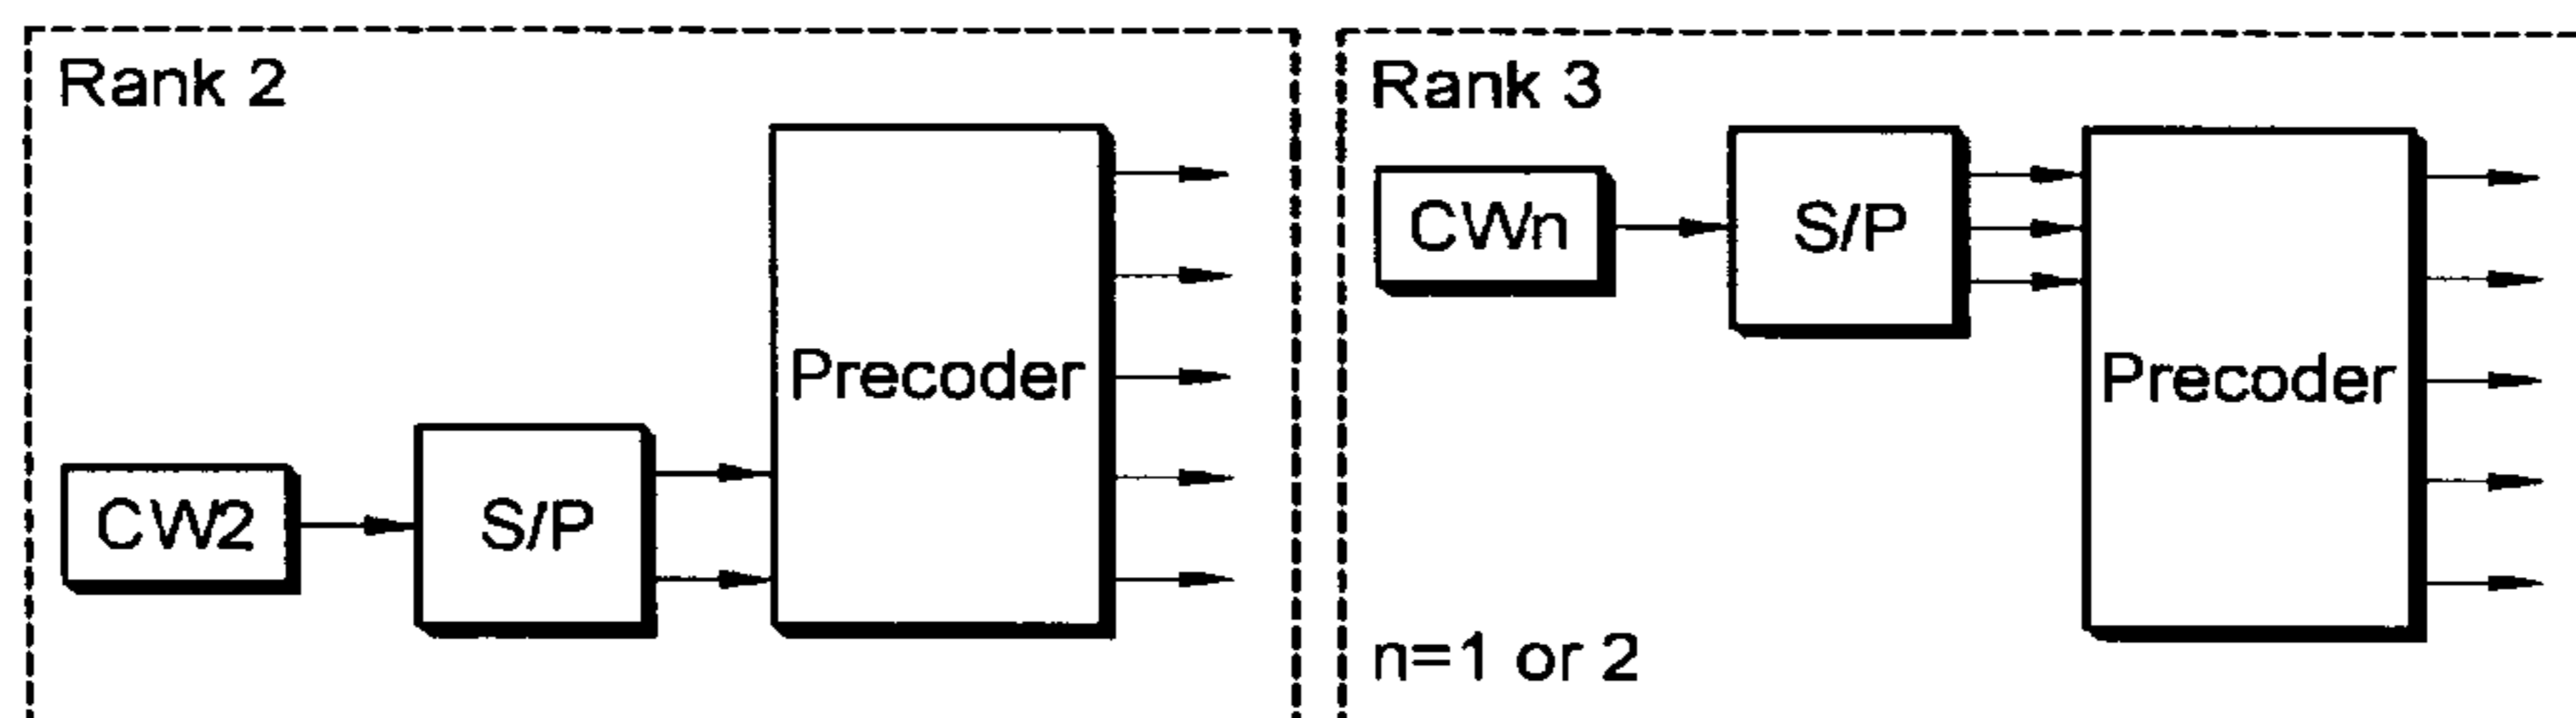 Rank 2
Precoder
CW2
S/P
Rank 3
CWn
S/P
Precoder
n=1 or 2